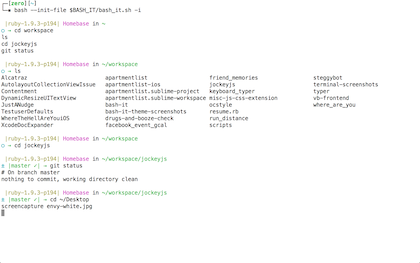 ┌─[zero][~]
└─▪ bash --init-file $BASH_IT/bash_it.sh -i

|ruby-1.9.3-p194| Homebase in ~
○ → cd workspace
ls
cd jockeyjs
git status

|ruby-1.9.3-p194| Homebase in ~/workspace
○ → ls
Alcatraz apartmentlist friend_memories steggybot
AutolayoutCollectionViewIssue apartmentlist-ios jockeyjs terminal-screenshots
Containment apartmentlist.sublime-project keyboard_typer typer
DynamicResizeUITextView apartmentlist.sublime-workspace misc-js-css-extension vb-frontend
JustANudge bash-it ocstyle where_are_you
TestuserDefaults bash-it-theme-screenshots resume.rb
WhereTheHellAreYouiOS drugs-and-booze-check run_distance
XcodeDocExpander facebook_event_gcal scripts

|ruby-1.9.3-p194| Homebase in ~/workspace
○ → cd jockeyjs

|ruby-1.9.3-p194| Homebase in ~/workspace/jockeyjs
± |master ✓| → git status
# On branch master
nothing to commit, working directory clean

|ruby-1.9.3-p194| Homebase in ~/workspace/jockeyjs
± |master ✓| → cd ~/Desktop
screencapture envy-white.jpg